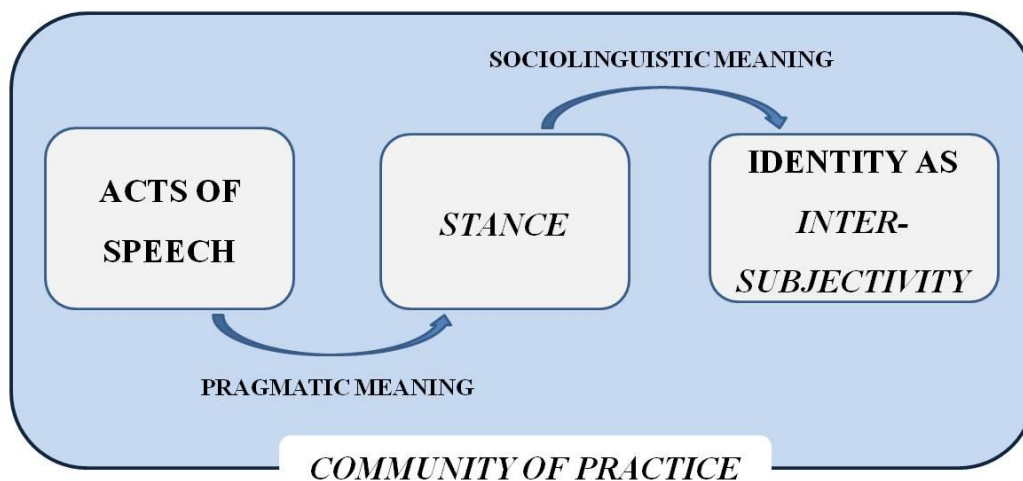 SOCIOLINGUISTIC MEANING
ACTS OF
SPEECH
STANCE
IDENTITY AS
INTER-
SUBJECTIVITY
PRAGMATIC MEANING
COMMUNITY OF PRACTICE